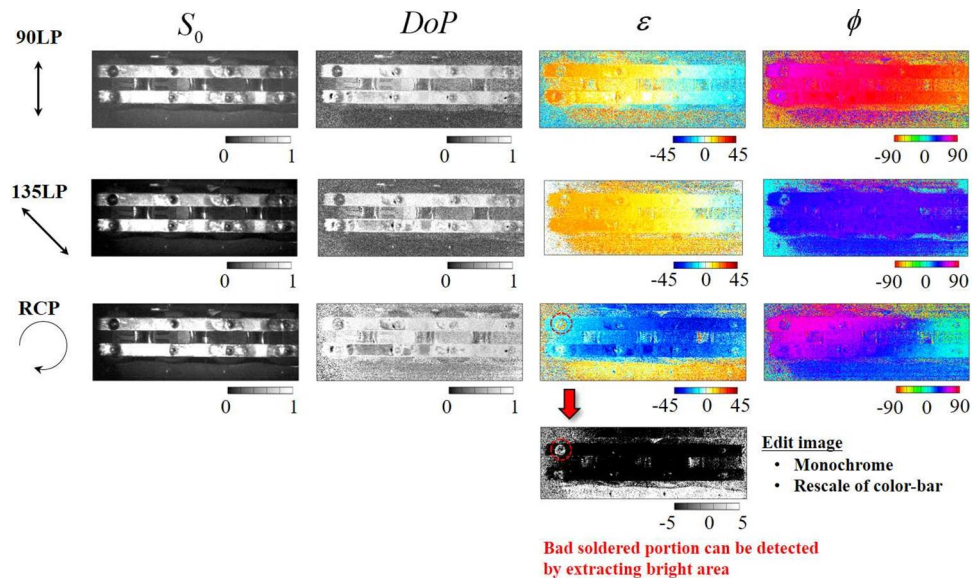 S₀ DoP ε ϕ
90LP
0 1 0 1 -45 0 45 -90 0 90
135LP
0 1 0 1 -45 0 45 -90 0 90
RCP
0 1 0 1 -45 0 45 -90 0 90
Edit image
• Monochrome
• Rescale of color-bar
-5 0 5
Bad soldered portion can be detected
by extracting bright area